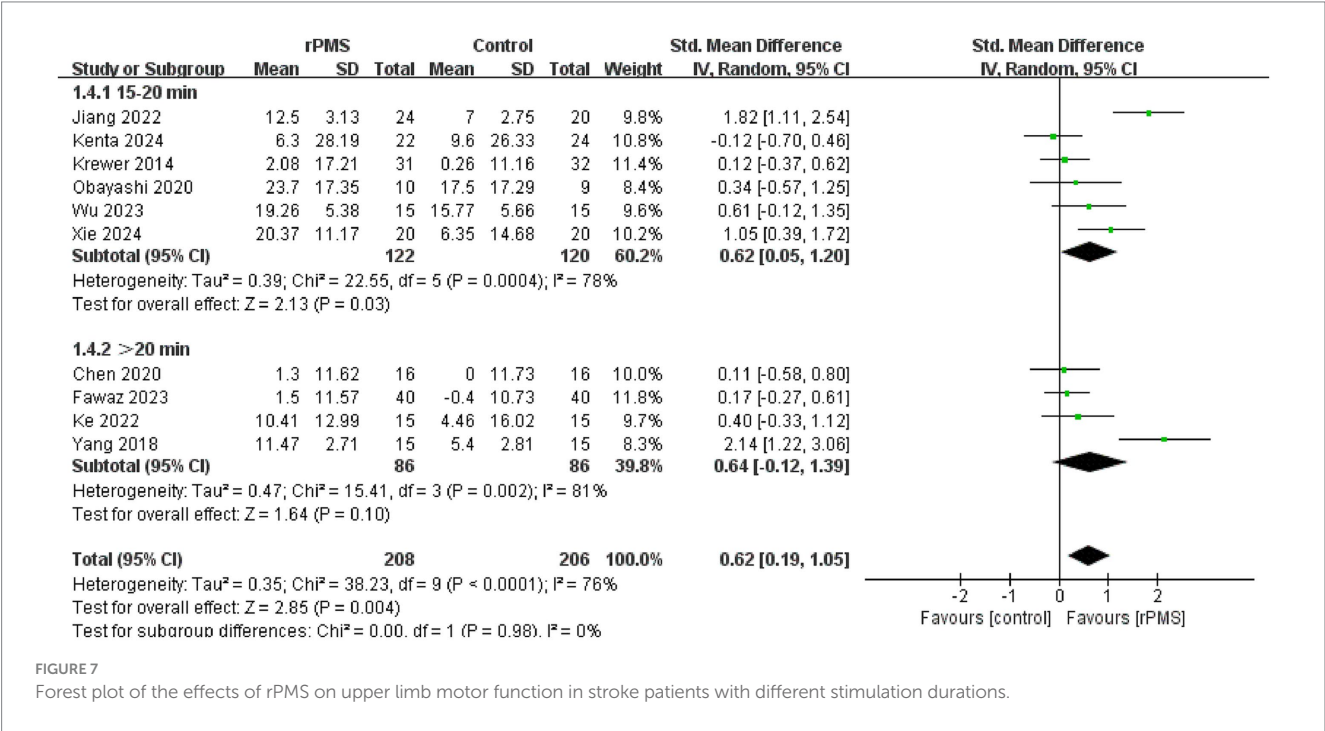 rPMS Control Std. Mean Difference Std. Mean Difference
Study or Subgroup Mean SD Total Mean SD Total Weight IV, Random, 95% CI IV, Random, 95% CI
1.4.1 15-20 min
Jiang 2022 12.5 3.13 24 7 2.75 20 9.8% 1.82 [1.11, 2.54]
Kenta 2024 6.3 28.19 22 9.6 26.33 24 10.8% -0.12 [-0.70, 0.46]
Krewer 2014 2.08 17.21 31 0.26 11.16 32 11.4% 0.12 [-0.37, 0.62]
Obayashi 2020 23.7 17.35 10 17.5 17.29 9 8.4% 0.34 [-0.57, 1.25]
Wu 2023 19.26 5.38 15 15.77 5.66 15 9.6% 0.61 [-0.12, 1.35]
Xie 2024 20.37 11.17 20 6.35 14.68 20 10.2% 1.05 [0.39, 1.72]
Subtotal (95% CI) 122 120 60.2% 0.62 [0.05, 1.20]
Heterogeneity: Tau² = 0.39; Chi² = 22.55, df = 5 (P = 0.0004); I² = 78%
Test for overall effect: Z = 2.13 (P = 0.03)
1.4.2 >20 min
Chen 2020 1.3 11.62 16 0 11.73 16 10.0% 0.11 [-0.58, 0.80]
Fawaz 2023 1.5 11.57 40 -0.4 10.73 40 11.8% 0.17 [-0.27, 0.61]
Ke 2022 10.41 12.99 15 4.46 16.02 15 9.7% 0.40 [-0.33, 1.12]
Yang 2018 11.47 2.71 15 5.4 2.81 15 8.3% 2.14 [1.22, 3.06]
Subtotal (95% CI) 86 86 39.8% 0.64 [-0.12, 1.39]
Heterogeneity: Tau² = 0.47; Chi² = 15.41, df = 3 (P = 0.002); I² = 81%
Test for overall effect: Z = 1.64 (P = 0.10)
Total (95% CI) 208 206 100.0% 0.62 [0.19, 1.05]
Heterogeneity: Tau² = 0.35; Chi² = 38.23, df = 9 (P < 0.0001); I² = 76%
Test for overall effect: Z = 2.85 (P = 0.004)
Test for subgroup differences: Chi² = 0.00. df = 1 (P = 0.98). I² = 0%
-2 -1 0 1 2
Favours [control] Favours [rPMS]
FIGURE 7
Forest plot of the effects of rPMS on upper limb motor function in stroke patients with different stimulation durations.